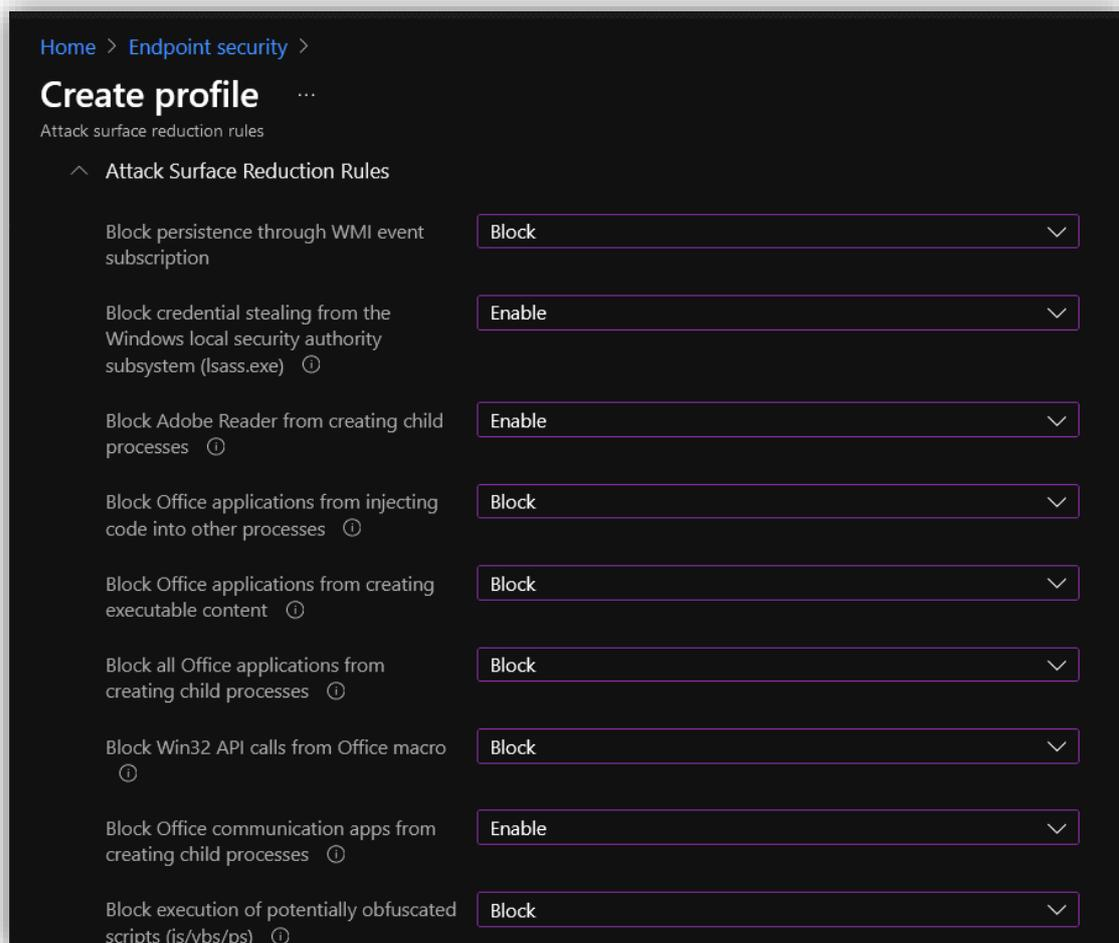 Home > Endpoint security >
Create profile ...
Attack surface reduction rules
Attack Surface Reduction Rules
Block persistence through WMI event
subscription
Block
Block credential stealing from the
Windows local security authority
subsystem (lsass.exe)
Enable
Block Adobe Reader from creating child
processes
Enable
Block Office applications from injecting
code into other processes
Block
Block Office applications from creating
executable content
Block
Block all Office applications from
creating child processes
Block
Block Win32 API calls from Office macro
Block
Block Office communication apps from
creating child processes
Enable
Block execution of potentially obfuscated
scripts (js/vbs/ps)
Block